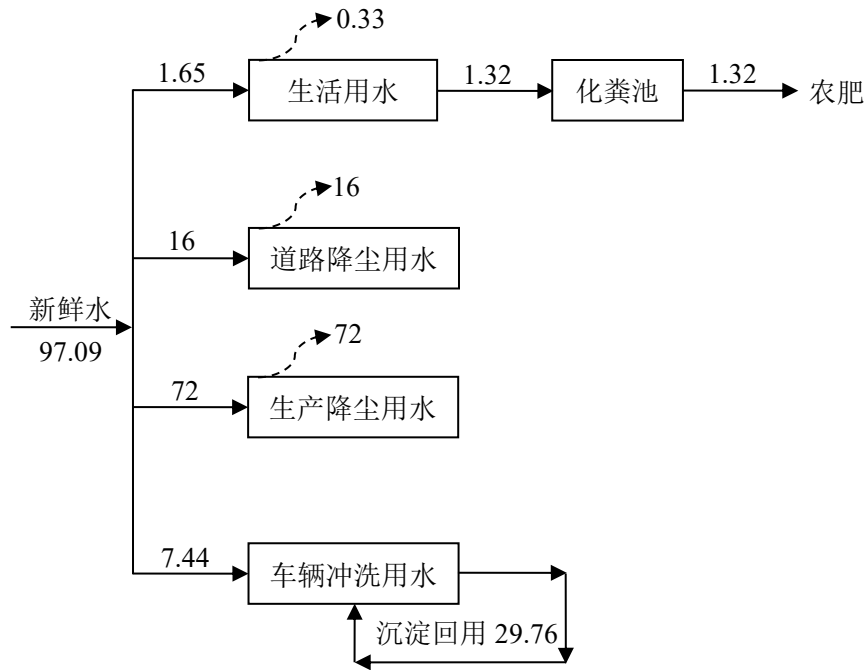 0.33
1.65
生活用水
1.32
化粪池
1.32
农肥
16
16
道路降尘用水
新鲜水
97.09
72
72
生产降尘用水
7.44
车辆冲洗用水
沉淀回用 29.76